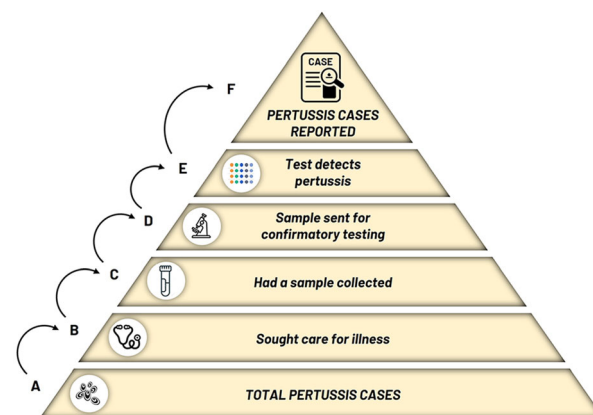 CASE
F
PERTUSSIS CASES
REPORTED
E
Test detects
pertussis
D
Sample sent for
confirmatory testing
C
Had a sample collected
B
Sought care for illness
A
TOTAL PERTUSSIS CASES